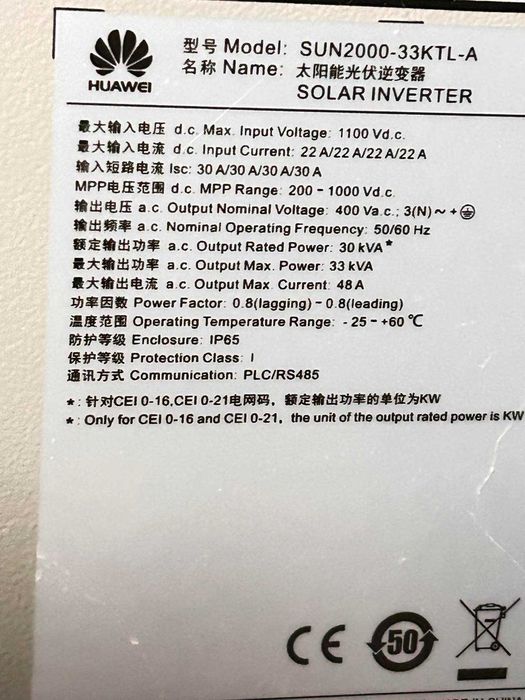 HUAWEI
型号 Model: SUN2000-33KTL-A
名称 Name: 太阳能光伏逆变器
SOLAR INVERTER
最大输入电压 d.c. Max. Input Voltage: 1100 Vd.c.
最大输入电流 d.c. Input Current: 22 A/22 A/22 A/22 A
输入短路电流 Isc: 30 A/30 A/30 A/30 A
MPP电压范围 d.c. MPP Range: 200 - 1000 Vd.c.
输出电压 a.c. Output Nominal Voltage: 400 Va.c.; 3(N)~ + ⏚
输出频率 a.c. Nominal Operating Frequency: 50/60 Hz
额定输出功率 a.c. Output Rated Power: 30 kVA*
最大输出功率 a.c. Output Max. Power: 33 kVA
最大输出电流 a.c. Output Max. Current: 48 A
功率因数 Power Factor: 0.8(lagging) - 0.8(leading)
温度范围 Operating Temperature Range: - 25 ~ +60 ℃
防护等级 Enclosure: IP65
保护等级 Protection Class: I
通讯方式 Communication: PLC/RS485
*: 针对CEI 0-16,CEI 0-21电网码, 额定输出功率的单位为KW
*: Only for CEI 0-16 and CEI 0-21, the unit of the output rated power is KW
CE 50